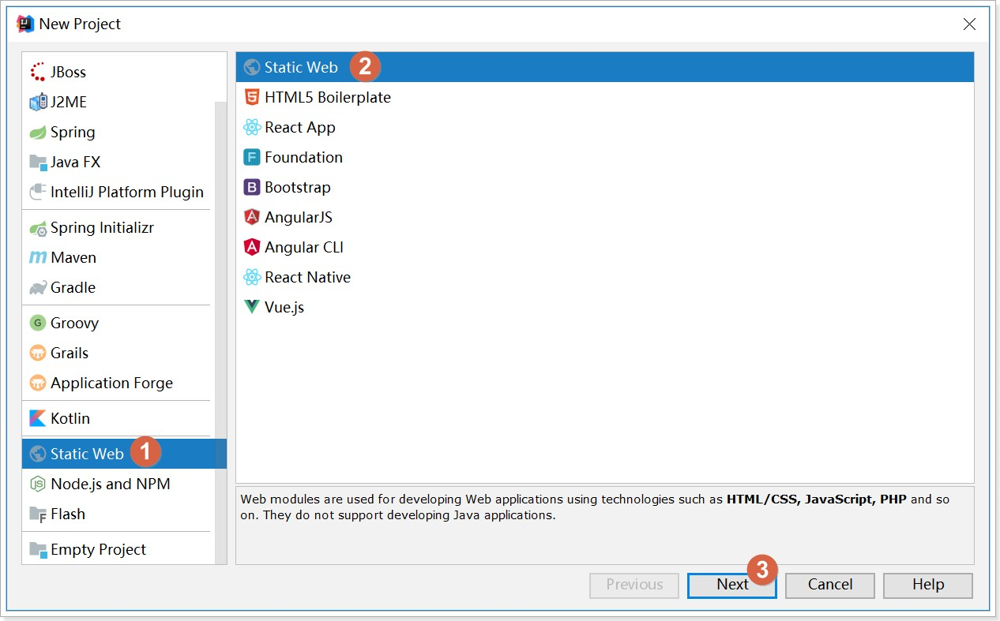 New Project
JBoss
J2ME
Spring
Java FX
IntelliJ Platform Plugin
Spring Initializr
Maven
Gradle
Groovy
Grails
Application Forge
Kotlin
Static Web 1
Node.js and NPM
Flash
Empty Project
Static Web 2
HTML5 Boilerplate
React App
Foundation
Bootstrap
AngularJS
Angular CLI
React Native
Vue.js
Web modules are used for developing Web applications using technologies such as HTML/CSS, JavaScript, PHP and so
on. They do not support developing Java applications.
Previous Next 3 Cancel Help